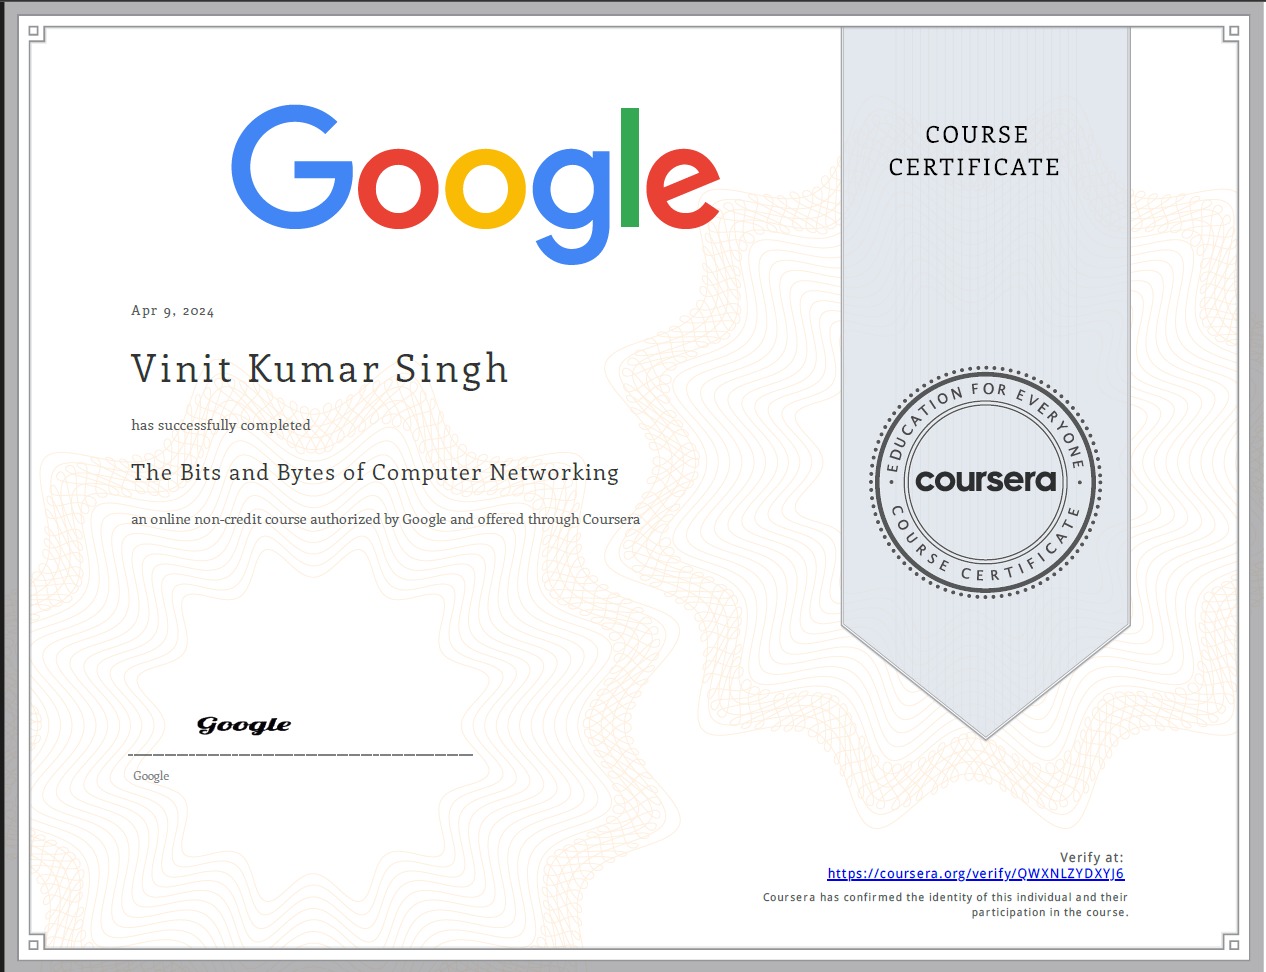 Google
COURSE
CERTIFICATE
Apr 9, 2024
Vinit Kumar Singh
has successfully completed
The Bits and Bytes of Computer Networking
an online non-credit course authorized by Google and offered through Coursera
EDUCATION FOR EVERYONE
coursera
COURSE CERTIFICATE
Google
Google
Verify at:
https://coursera.org/verify/QWXNLZYDXYJ6
Coursera has confirmed the identity of this individual and their
participation in the course.